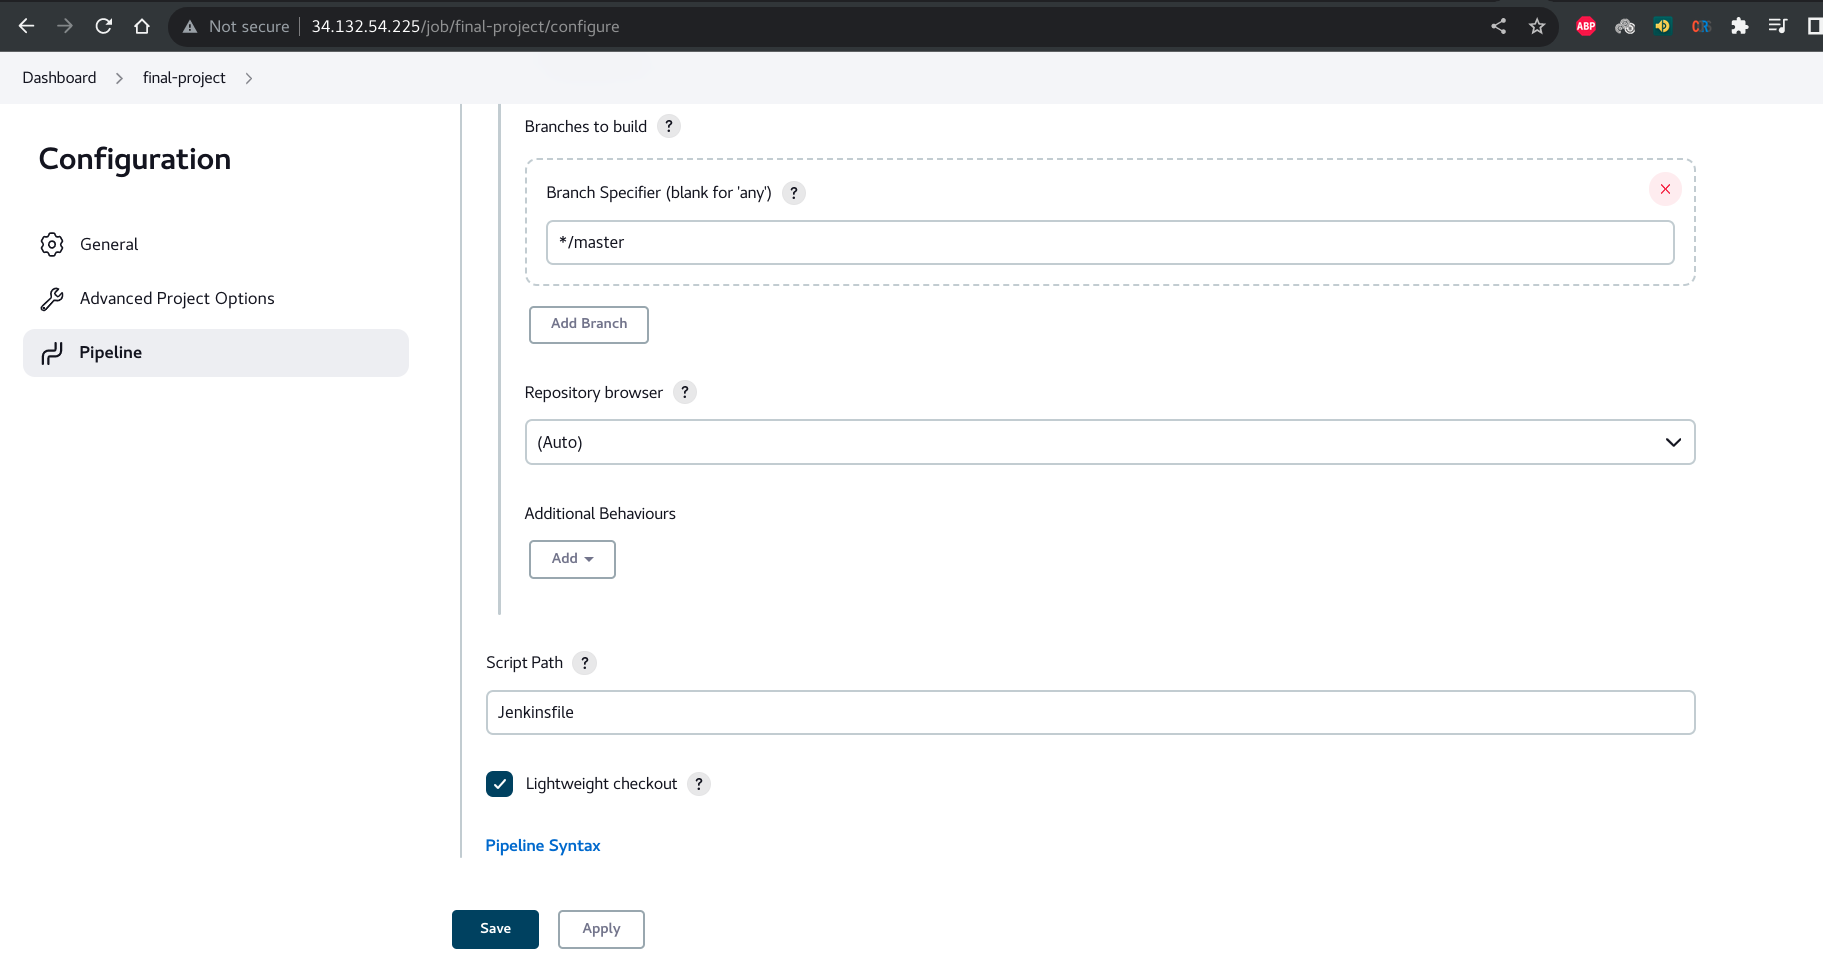 Not secure 34.132.54.225/job/final-project/configure
ABP
Dashboard final-project
Configuration
General
Advanced Project Options
Pipeline
Branches to build ?
Branch Specifier (blank for 'any') ?
*/master
Add Branch
Repository browser ?
(Auto)
Additional Behaviours
Add
Script Path ?
Jenkinsfile
Lightweight checkout ?
Pipeline Syntax
Save Apply